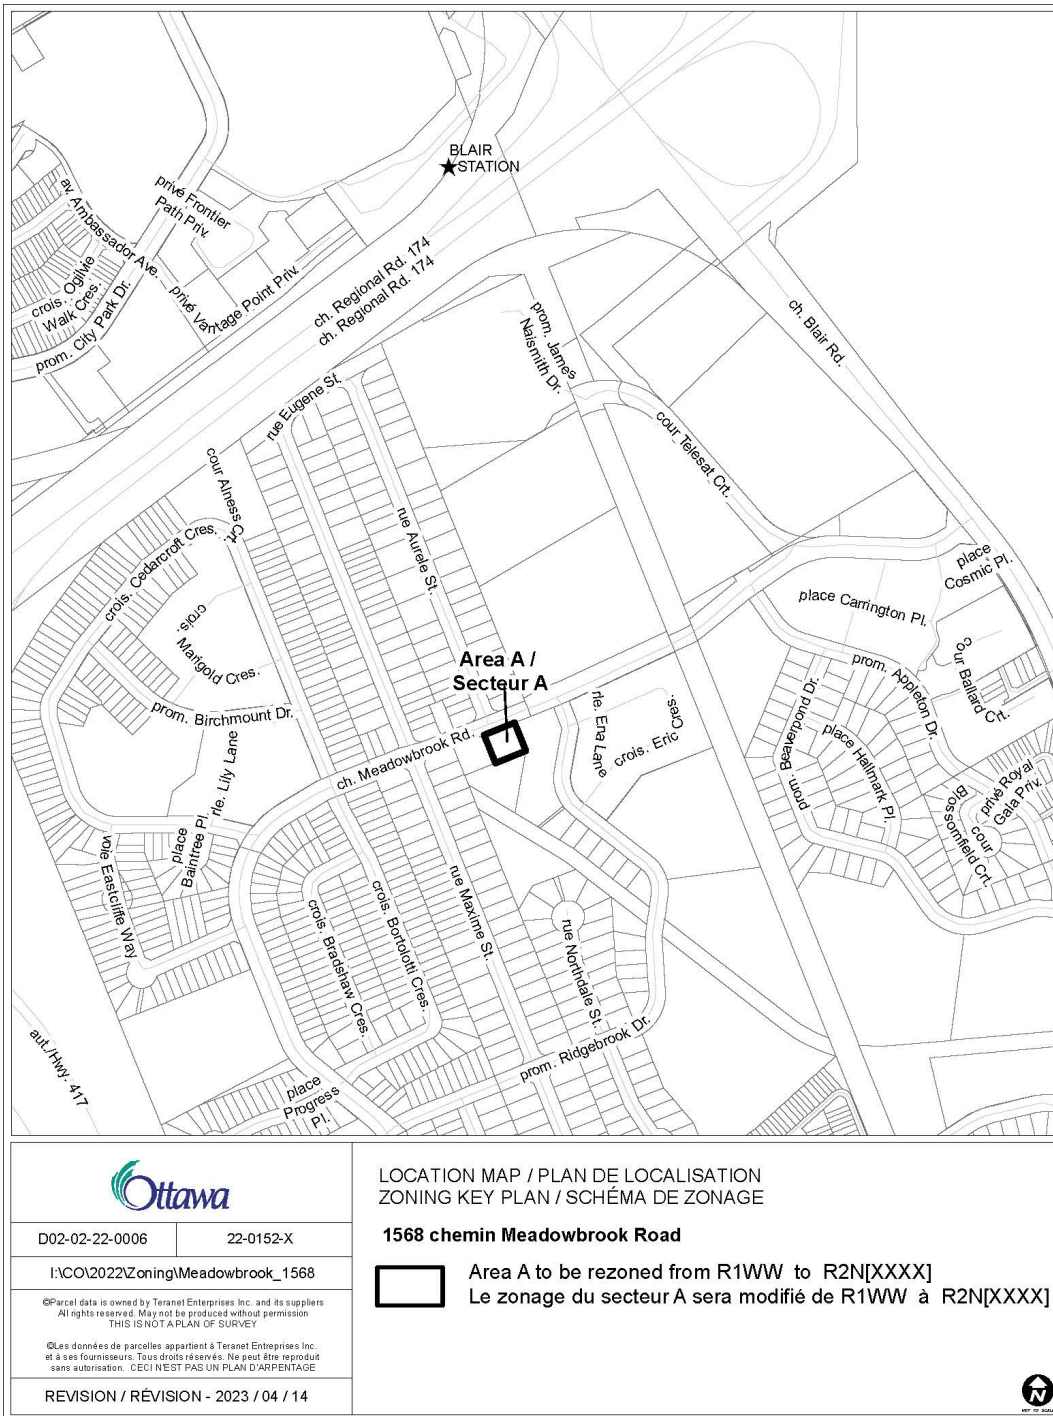 BLAIR
STATION
privé Frontier
Path Priv.
av. Ambassador Ave.
crois. Ogilvie
Walk Cres.
prom. City Park Dr.
privé Vantage Point Priv.
ch. Regional Rd. 174
ch. Regional Rd. 174
prom. James
Naismith Dr.
ch. Blair Rd.
rue Eugene St.
cour Alness Crt.
cour Telesat Crt.
rue Aurele St.
crois. Cedarcroft Cres.
place
Cosmic Pl.
place Carrington Pl.
crois.
Marigold Cres.
cour Ballard Crt.
Area A /
Secteur A
prom. Appleton Dr.
prom. Birchmount Dr.
rle. Ena Lane
crois. Eric
Cres.
prom. Beaverpond Dr.
place Hallmark Pl.
ch. Meadowbrook Rd.
rle. Lily Lane
privé Royal
Gala Priv.
cour
Blossomfield Crt.
place
Baintree Pl.
voie Eastcliffe Way
crois. Bradshaw Cres.
crois. Bortolotti Cres.
rue Maxime St.
rue Northdale St.
prom. Ridgebrook Dr.
aut./Hwy. 417
place
Progress
Pl.
Ottawa
D02-02-22-0006
22-0152-X
I:\CO\2022\Zoning\Meadowbrook_1568
©Parcel data is owned by Teranet Enterprises Inc. and its suppliers
All rights reserved. May not be produced without permission
THIS IS NOT A PLAN OF SURVEY
©Les données de parcelles appartient à Teranet Entreprises Inc.
et à ses fournisseurs. Tous droits réservés. Ne peut être reproduit
sans autorisation. CECI N'EST PAS UN PLAN D'ARPENTAGE
REVISION / RÉVISION - 2023 / 04 / 14
LOCATION MAP / PLAN DE LOCALISATION
ZONING KEY PLAN / SCHÉMA DE ZONAGE
1568 chemin Meadowbrook Road
Area A to be rezoned from R1WW to R2N[XXXX]
Le zonage du secteur A sera modifié de R1WW à R2N[XXXX]
N
NOT TO SCALE